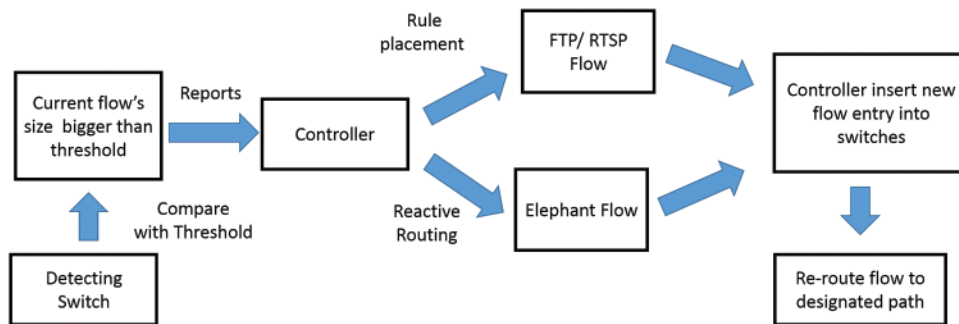 Rule
placement
FTP/ RTSP
Flow
Current flow's
size bigger than
threshold
Reports
Controller
Controller insert new
flow entry into
switches
Compare
with Threshold
Reactive
Routing
Elephant Flow
Detecting
Switch
Re-route flow to
designated path